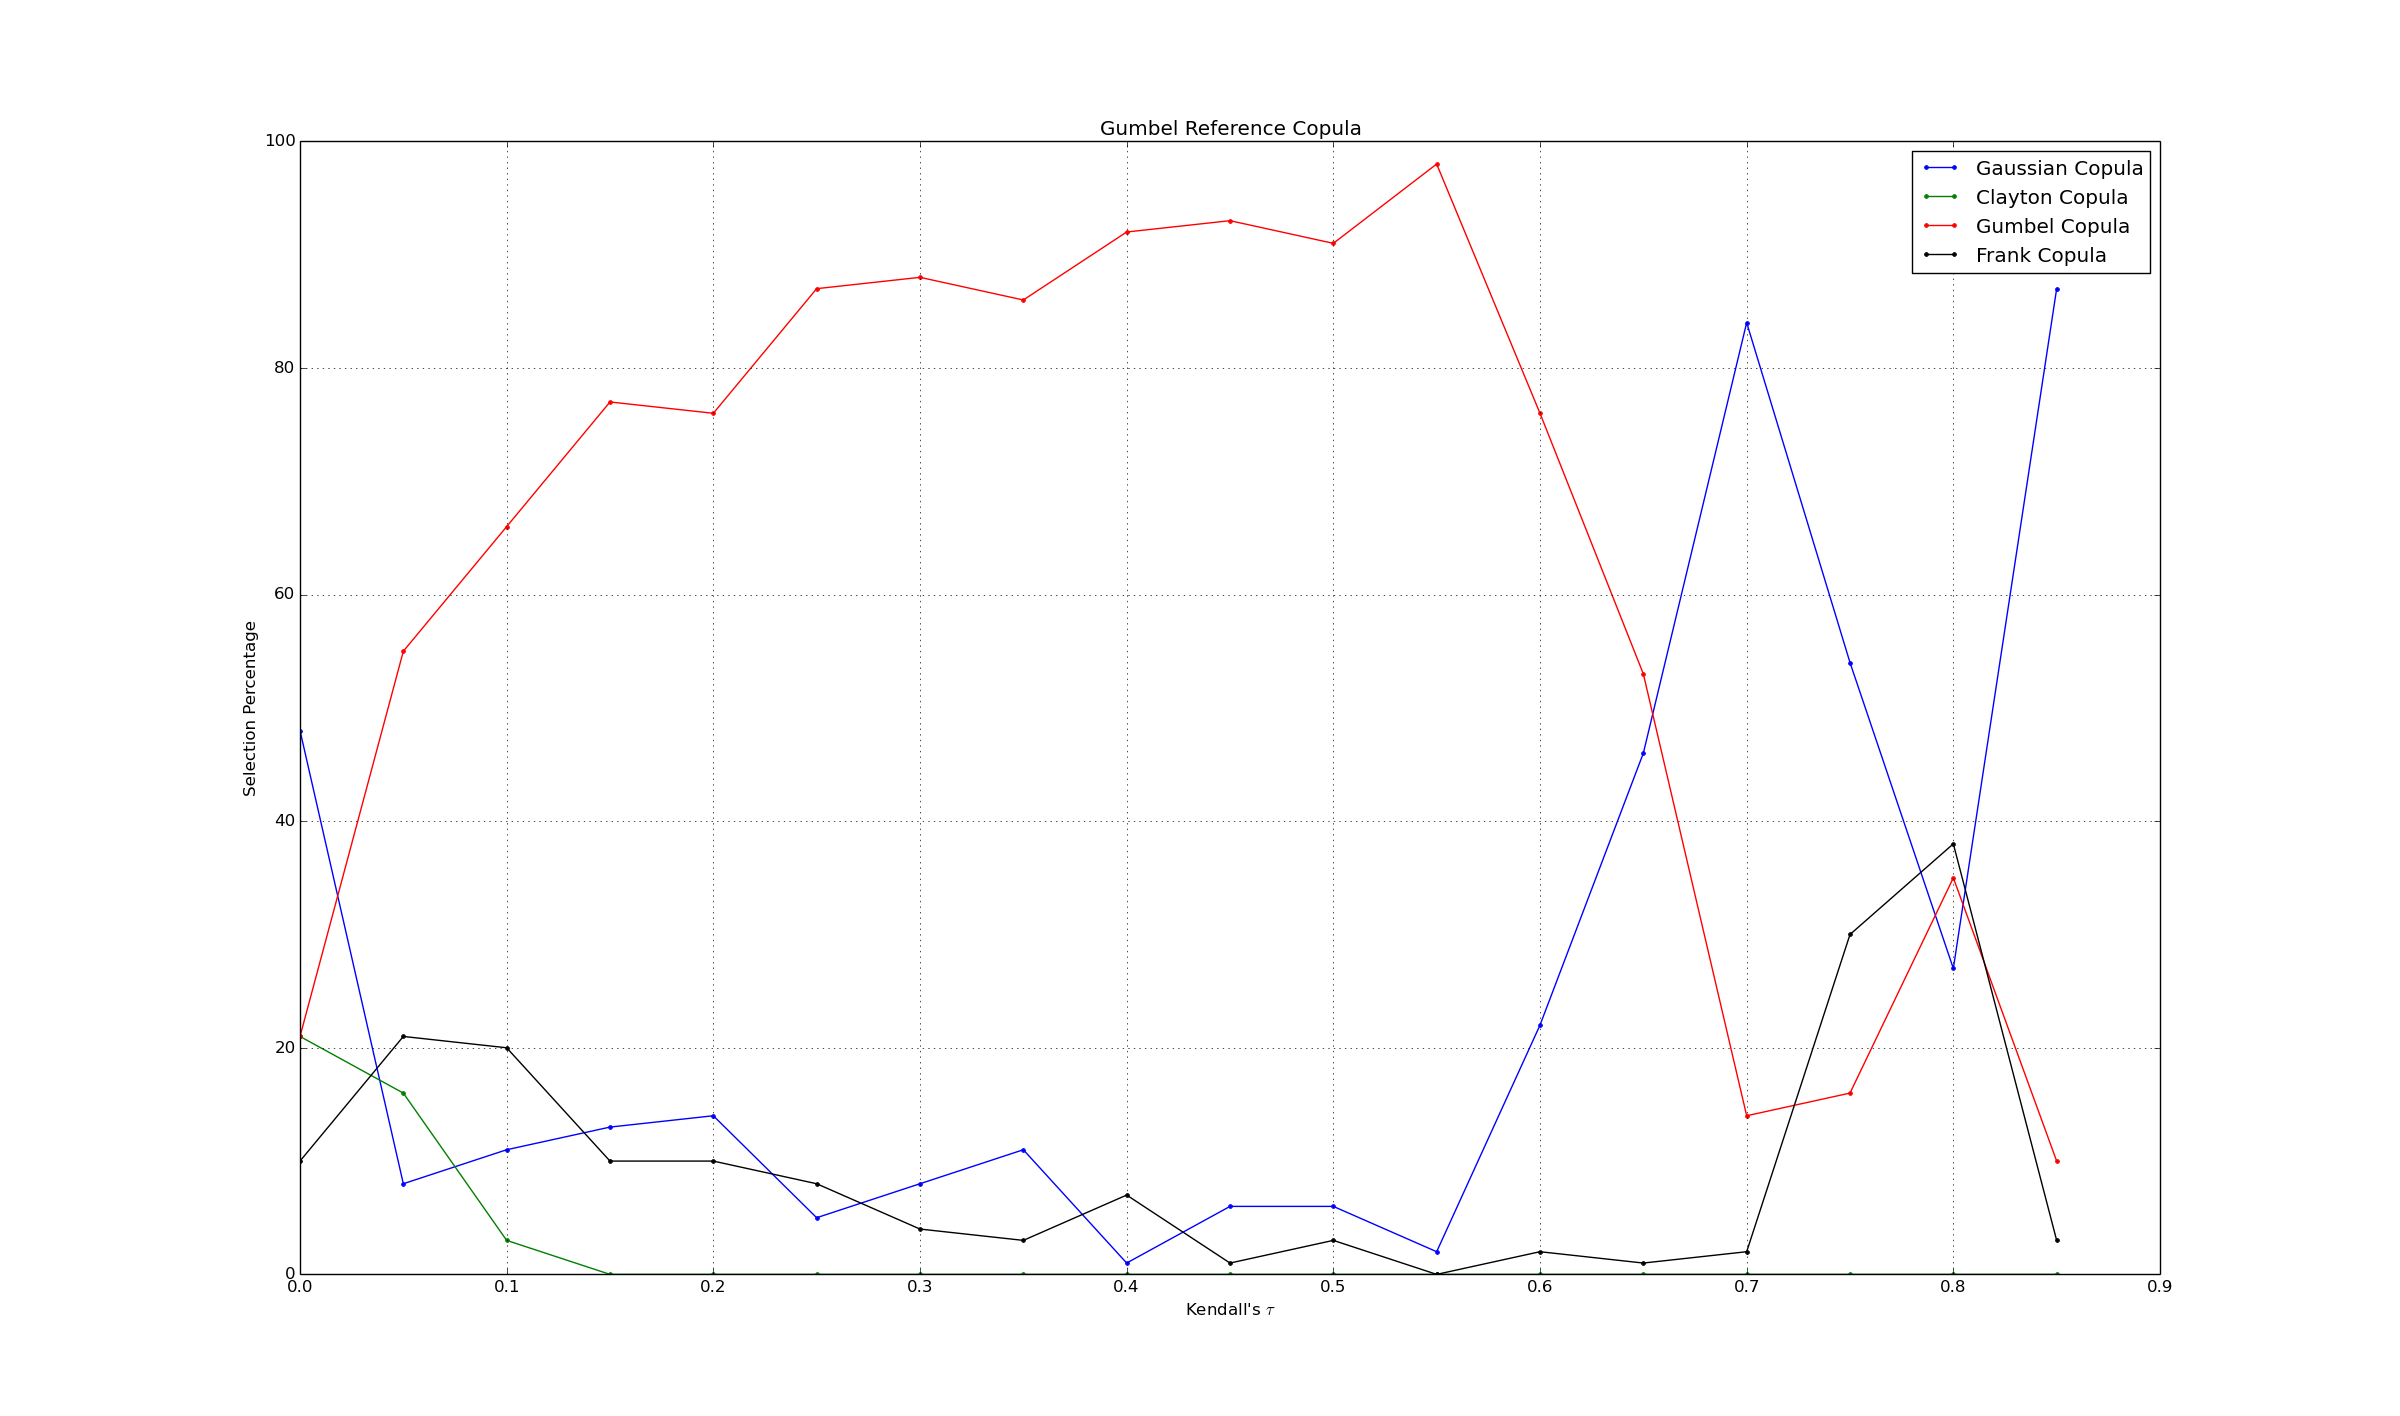 Gumbel Reference Copula
100
80
60
40
20
0
Selection Percentage
Gaussian Copula
Clayton Copula
Gumbel Copula
Frank Copula
0.0 0.1 0.2 0.3 0.4 0.5 0.6 0.7 0.8 0.9
Kendall's τ